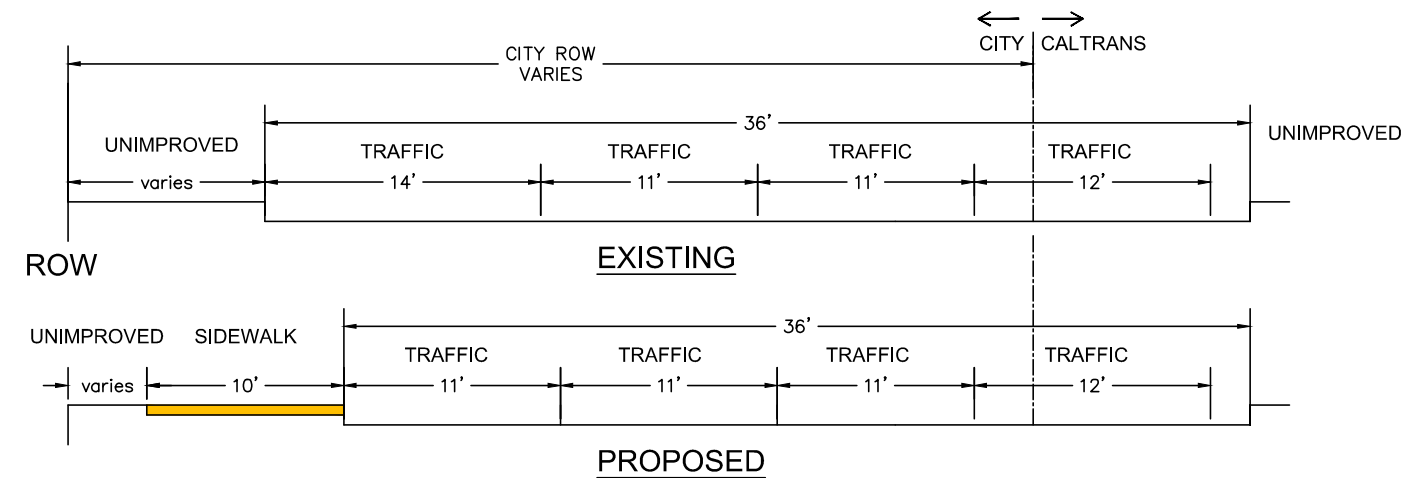 CITY CALTRANS
CITY ROW
VARIES
36'
UNIMPROVED
UNIMPROVED
TRAFFIC TRAFFIC TRAFFIC TRAFFIC
varies 14' 11' 11' 12'
ROW
EXISTING
36'
UNIMPROVED SIDEWALK
TRAFFIC TRAFFIC TRAFFIC TRAFFIC
varies 10' 11' 11' 11' 12'
PROPOSED